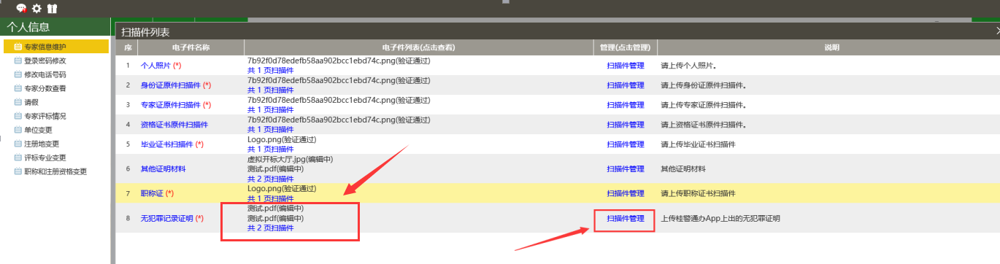 个人信息
专家信息维护
登录密码修改
修改电话号码
专家分数查看
请假
专家评标情况
单位变更
注册地变更
评标专业变更
职称和注册资格变更
扫描件列表
序 电子件名称 电子件列表(点击查看) 管理(点击管理) 说明
1 个人照片 (*) 7b92f0d78edefb58aa902bcc1ebd74c.png(验证通过) 扫描件管理 请上传个人照片。
共 1 页扫描件
2 身份证原件扫描件 (*) 7b92f0d78edefb58aa902bcc1ebd74c.png(验证通过) 扫描件管理 请上传身份证原件扫描件。
共 1 页扫描件
3 专家证原件扫描件 (*) 7b92f0d78edefb58aa902bcc1ebd74c.png(验证通过) 扫描件管理 请上传专家证原件扫描件。
共 1 页扫描件
4 资格证书原件扫描件 7b92f0d78edefb58aa902bcc1ebd74c.png(验证通过) 扫描件管理 请上资格证书原件扫描件。
共 1 页扫描件
5 毕业证书扫描件 (*) Logo.png(验证通过) 扫描件管理 请上传毕业证书扫描件
共 1 页扫描件
6 其他证明材料 虚拟开标大厅.jpg(编辑中) 扫描件管理 其他证明材料
测试.pdf(编辑中)
共 2 页扫描件
7 职称证 (*) Logo.png(验证通过) 扫描件管理 请上传职称证书扫描件
共 1 页扫描件
8 无犯罪记录证明 (*) 测试.pdf(编辑中) 扫描件管理 上传桂警通办App上出的无犯罪证明
测试.pdf(编辑中)
共 2 页扫描件